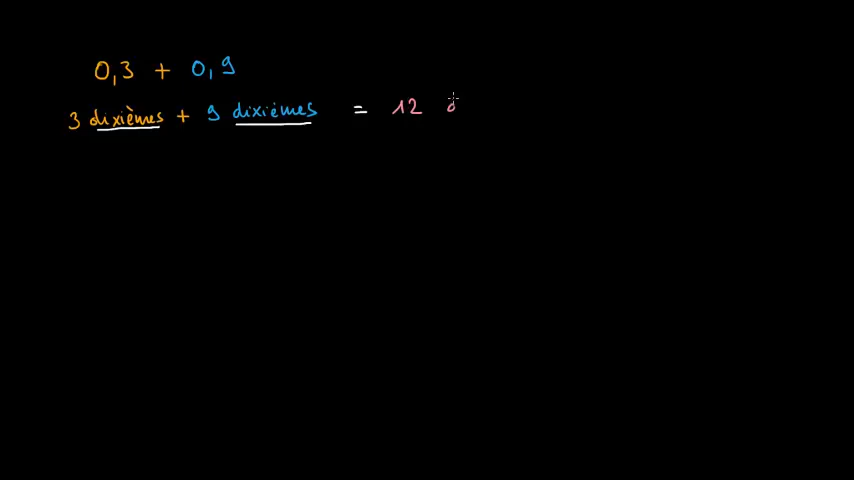 0,3 + 0,9
3 dixièmes + 9 dixièmes = 12